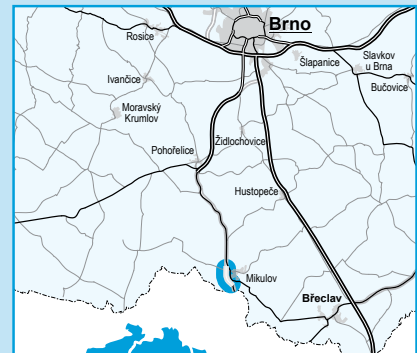 Brno
Rosice
Šlapanice
Slavkov
u Brna
Ivančice
Bučovice
Moravský
Krumlov
Židlochovice
Pohořelice
Hustopeče
Mikulov
Břeclav